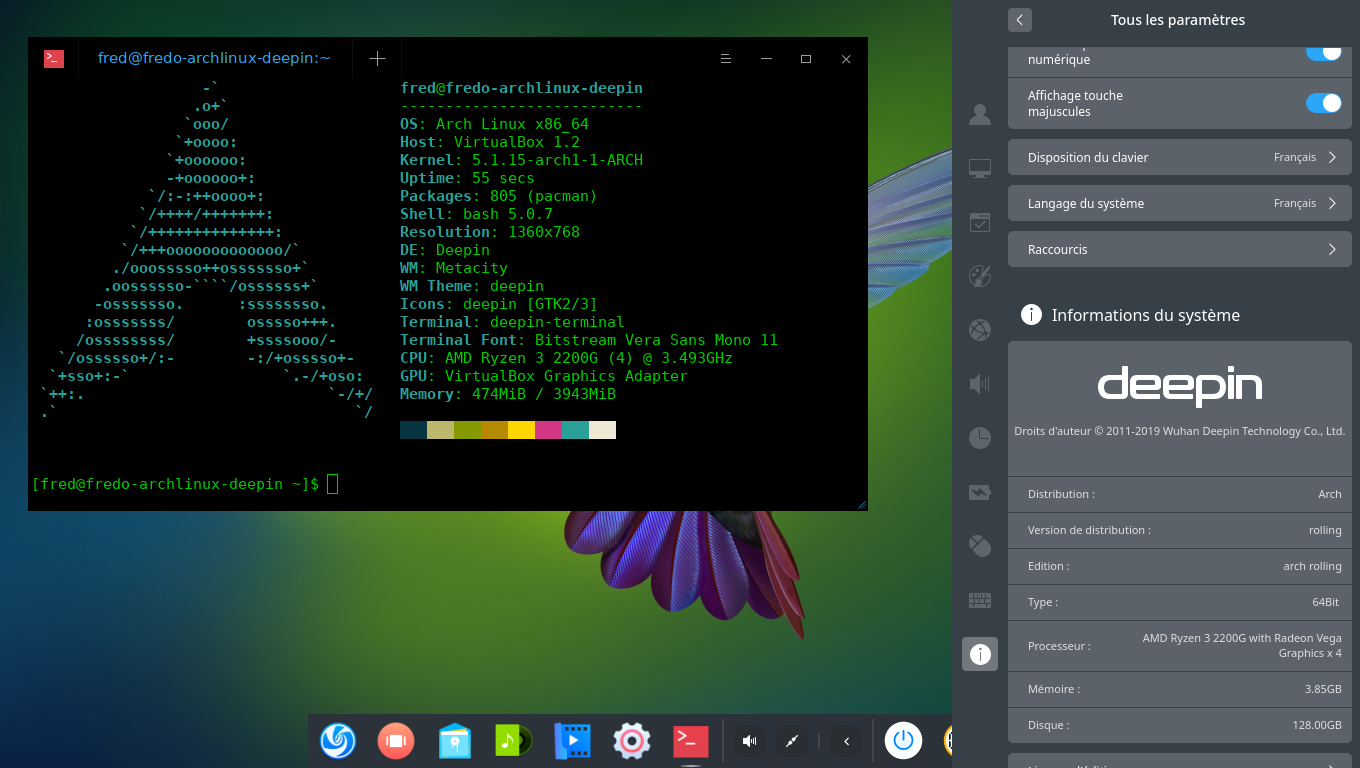 fred@fredo-archlinux-deepin:~
-`
.o+`
`ooo/
`+oooo:
`+oooooo:
-+oooooo+:
`/:-:++oooo+:
`/++++/+++++++:
`/++++++++++++++:
`/+++ooooooooooooo/`
./ooosssso++osssssso+`
.oossssso-````/ossssss+`
-osssssso.      :ssssssso.
:osssssss/        osssso+++.
/ossssssss/        +ssssooo/-
`/ossssso+/:-        -:/+osssso+-
`+sso+:-`                 `.-/+oso:
`++:.                           `-/+/
.`                                 `/
fred@fredo-archlinux-deepin
---------------------------
OS: Arch Linux x86_64
Host: VirtualBox 1.2
Kernel: 5.1.15-arch1-1-ARCH
Uptime: 55 secs
Packages: 805 (pacman)
Shell: bash 5.0.7
Resolution: 1360x768
DE: Deepin
WM: Metacity
WM Theme: deepin
Icons: deepin [GTK2/3]
Terminal: deepin-terminal
Terminal Font: Bitstream Vera Sans Mono 11
CPU: AMD Ryzen 3 2200G (4) @ 3.493GHz
GPU: VirtualBox Graphics Adapter
Memory: 474MiB / 3943MiB
[fred@fredo-archlinux-deepin ~]$
Tous les paramètres
numérique
Affichage touche
majuscules
Disposition du clavier Français
Langage du système Français
Raccourcis
Informations du système
deepin
Droits d'auteur © 2011-2019 Wuhan Deepin Technology Co., Ltd.
Distribution : Arch
Version de distribution : rolling
Edition : arch rolling
Type : 64Bit
Processeur : AMD Ryzen 3 2200G with Radeon Vega
Graphics x 4
Mémoire : 3.85GB
Disque : 128.00GB